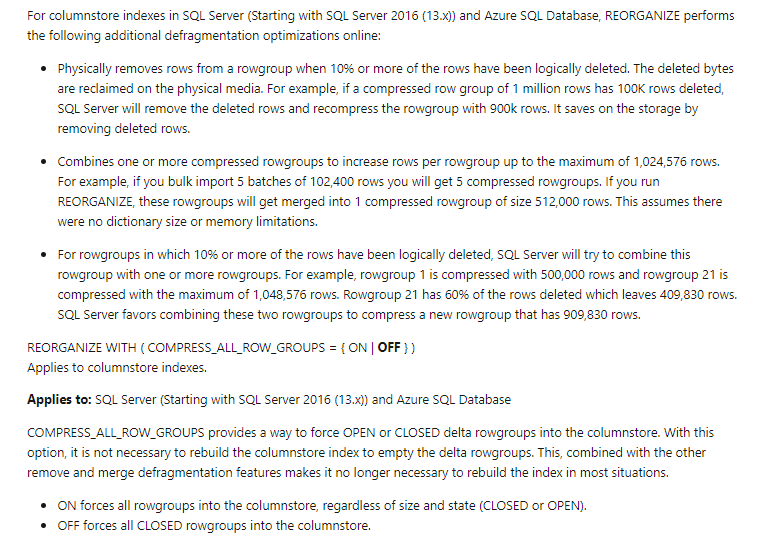 For columnstore indexes in SQL Server (Starting with SQL Server 2016 (13.x)) and Azure SQL Database, REORGANIZE performs
the following additional defragmentation optimizations online:
• Physically removes rows from a rowgroup when 10% or more of the rows have been logically deleted. The deleted bytes
are reclaimed on the physical media. For example, if a compressed row group of 1 million rows has 100K rows deleted,
SQL Server will remove the deleted rows and recompress the rowgroup with 900k rows. It saves on the storage by
removing deleted rows.
• Combines one or more compressed rowgroups to increase rows per rowgroup up to the maximum of 1,024,576 rows.
For example, if you bulk import 5 batches of 102,400 rows you will get 5 compressed rowgroups. If you run
REORGANIZE, these rowgroups will get merged into 1 compressed rowgroup of size 512,000 rows. This assumes there
were no dictionary size or memory limitations.
• For rowgroups in which 10% or more of the rows have been logically deleted, SQL Server will try to combine this
rowgroup with one or more rowgroups. For example, rowgroup 1 is compressed with 500,000 rows and rowgroup 21 is
compressed with the maximum of 1,048,576 rows. Rowgroup 21 has 60% of the rows deleted which leaves 409,830 rows.
SQL Server favors combining these two rowgroups to compress a new rowgroup that has 909,830 rows.
REORGANIZE WITH ( COMPRESS_ALL_ROW_GROUPS = { ON | OFF } )
Applies to columnstore indexes.
Applies to: SQL Server (Starting with SQL Server 2016 (13.x)) and Azure SQL Database
COMPRESS_ALL_ROW_GROUPS provides a way to force OPEN or CLOSED delta rowgroups into the columnstore. With this
option, it is not necessary to rebuild the columnstore index to empty the delta rowgroups. This, combined with the other
remove and merge defragmentation features makes it no longer necessary to rebuild the index in most situations.
• ON forces all rowgroups into the columnstore, regardless of size and state (CLOSED or OPEN).
• OFF forces all CLOSED rowgroups into the columnstore.